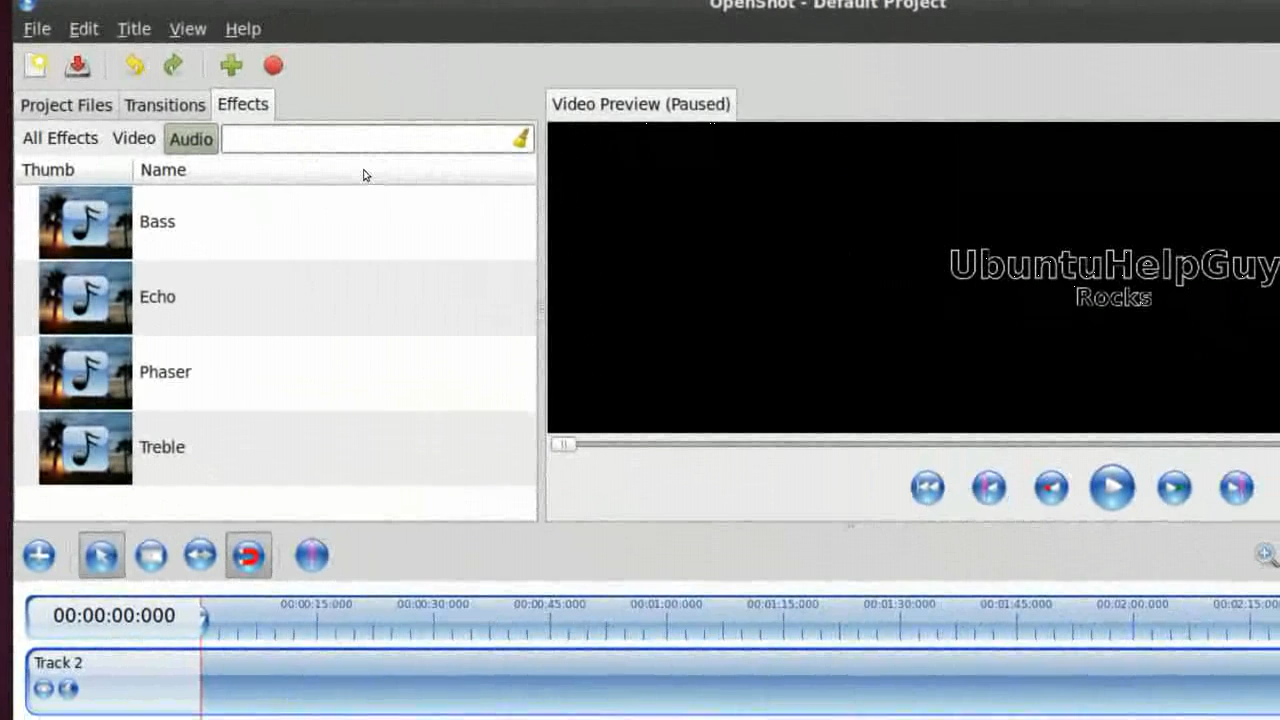 OpenShot - Default Project
File Edit Title View Help
Project Files Transitions Effects
Video Preview (Paused)
All Effects Video Audio
Thumb Name
Bass
Echo
Phaser
Treble
UbuntuHelpGuy
Rocks
00:00:00:000
00:00:15:000 00:00:30:000 00:00:45:000 00:01:00:000 00:01:15:000 00:01:30:000 00:01:45:000 00:02:00:000 00:02:15:000
Track 2